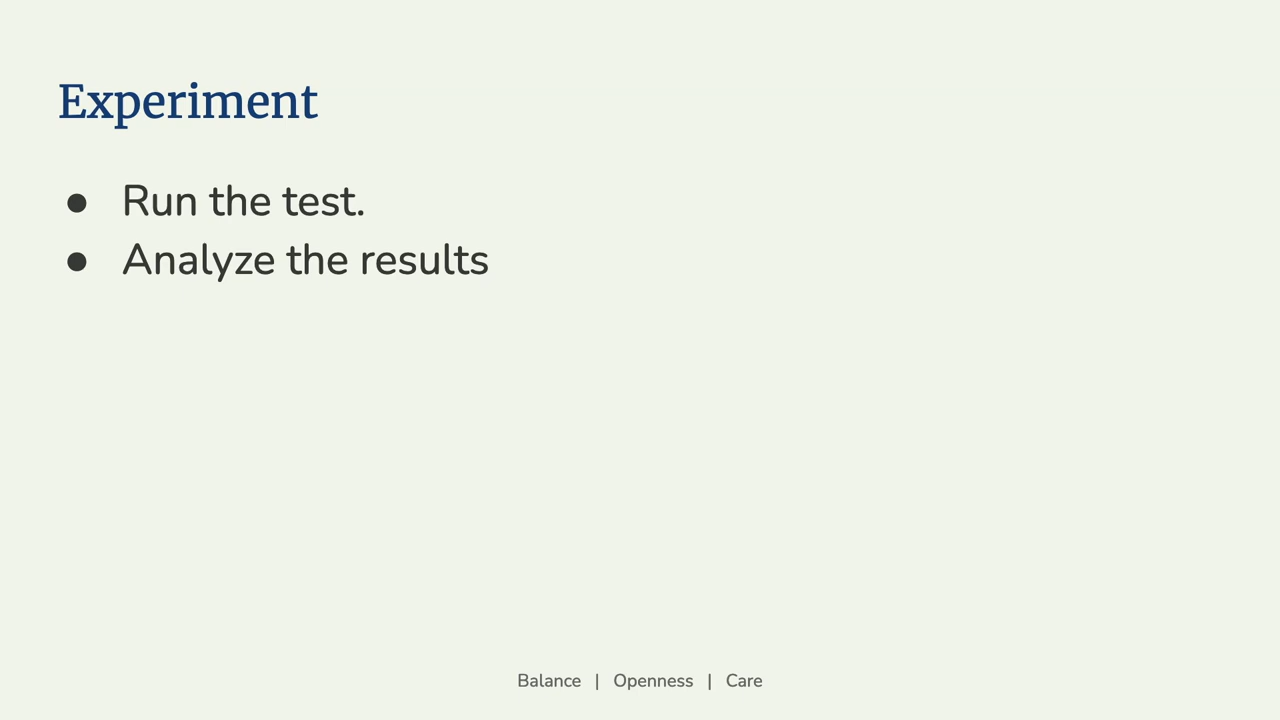 Experiment
● Run the test.
● Analyze the results
Balance | Openness | Care